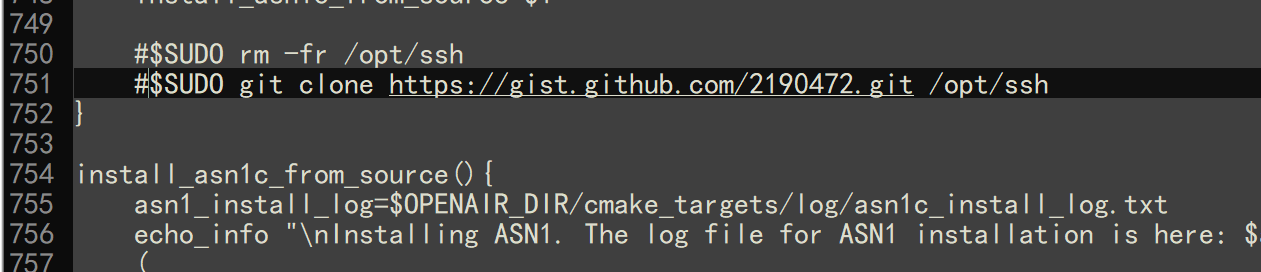 748     install_asn1c_from_source $1
749
750     #$SUDO rm -fr /opt/ssh
751     #$SUDO git clone https://gist.github.com/2190472.git /opt/ssh
752 }
753
754 install_asn1c_from_source(){
755     asn1_install_log=$OPENAIR_DIR/cmake_targets/log/asn1c_install_log.txt
756     echo_info "\nInstalling ASN1. The log file for ASN1 installation is here: $
757     (